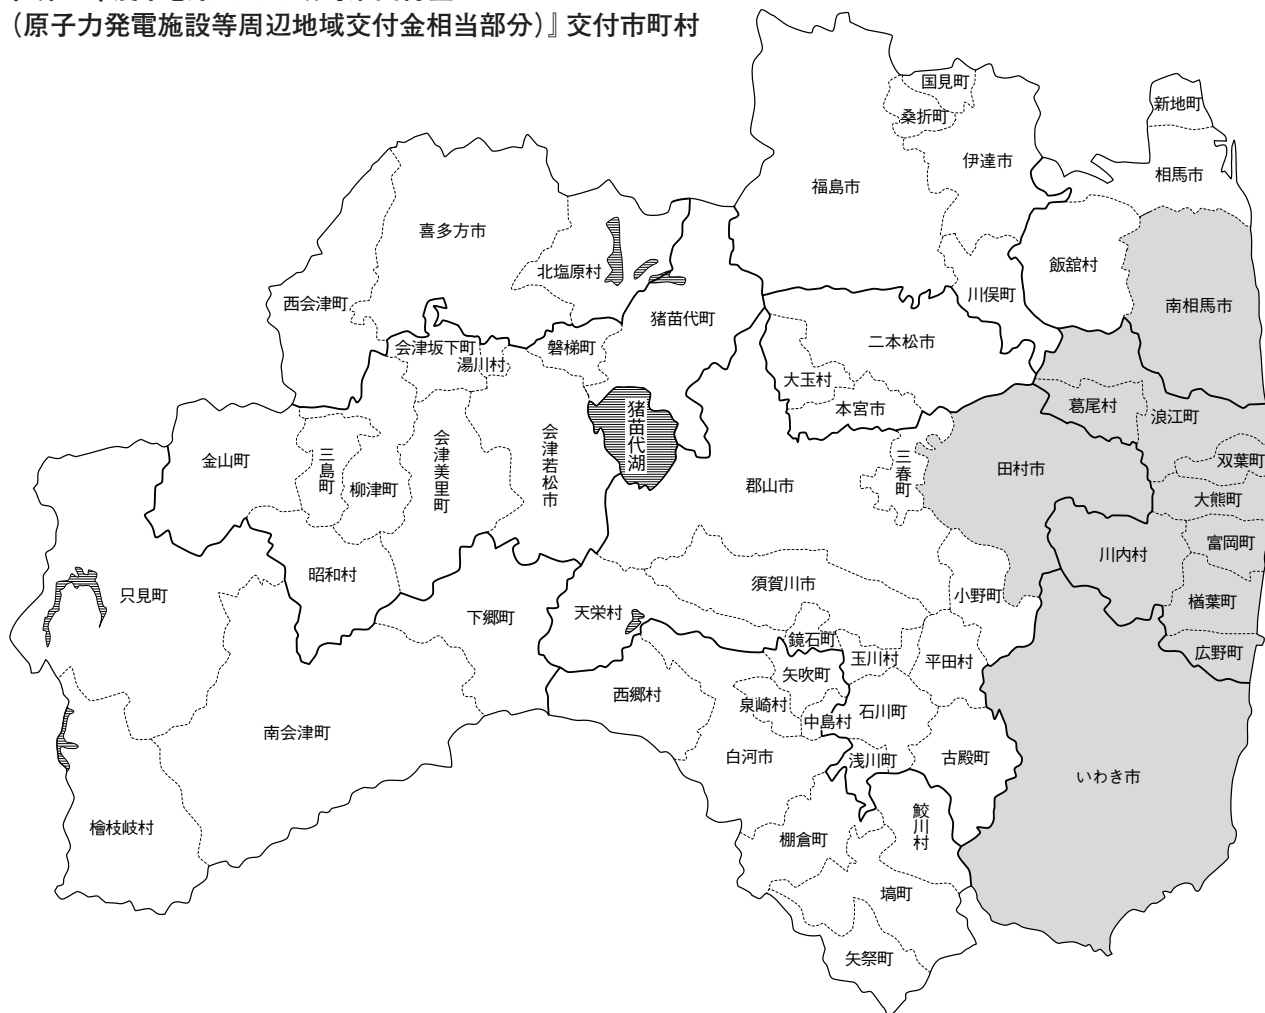 （原子力発電施設等周辺地域交付金相当部分）』交付市町村
国見町
桑折町
新地町
伊達市
相馬市
福島市
喜多方市
北塩原村
飯舘村
西会津町
川俣町
南相馬市
猪苗代町
会津坂下町
湯川村
磐梯町
二本松市
大玉村
本宮市
葛尾村
浪江町
猪苗代湖
金山町
三島町
柳津町
会津美里町
会津若松市
三春町
田村市
双葉町
郡山市
大熊町
富岡町
川内村
昭和村
只見町
須賀川市
小野町
楢葉町
下郷町
天栄村
鏡石町
玉川村
平田村
広野町
矢吹町
西郷村
泉崎村
中島村
石川町
南会津町
白河市
浅川町
古殿町
いわき市
檜枝岐村
棚倉町
鮫川村
塙町
矢祭町